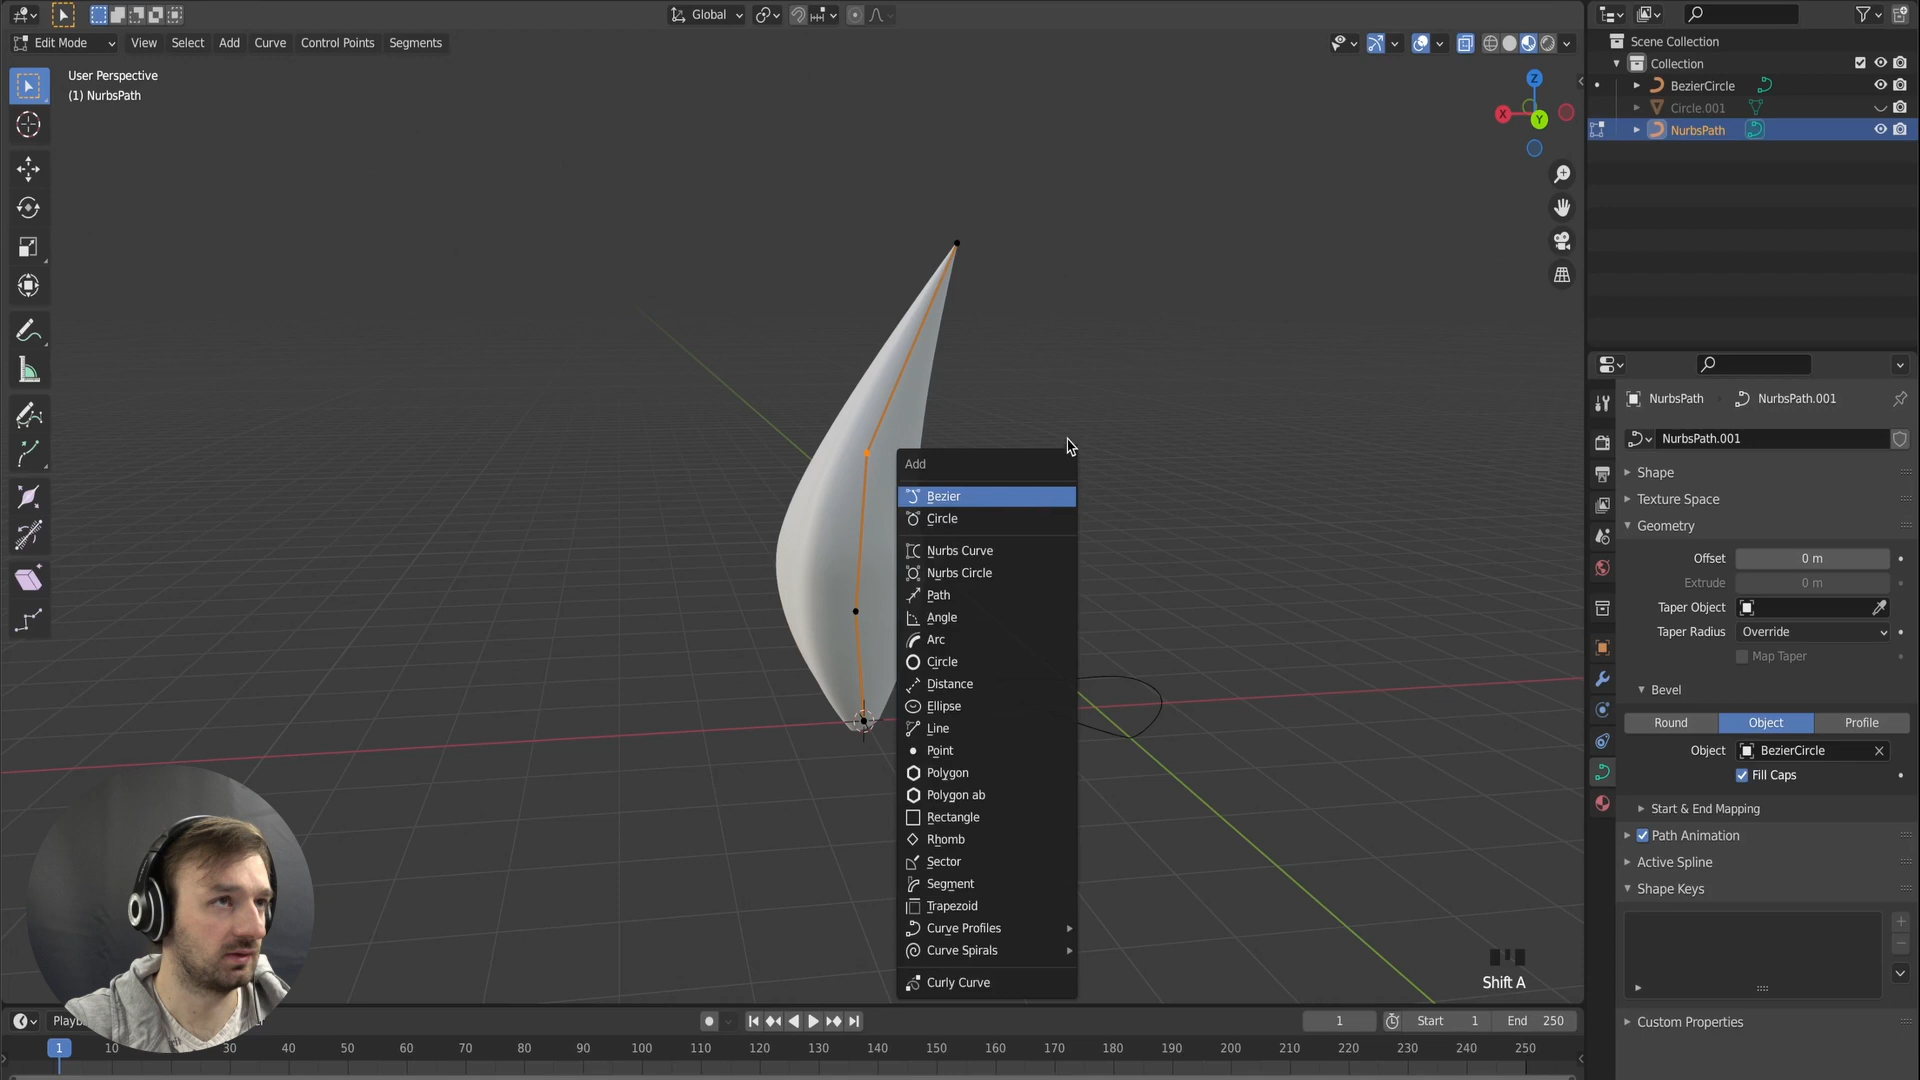 Global
Edit Mode
View
Select
Add
Curve
Control Points
Segments
User Perspective
(1) NurbsPath
Z
X
Y
Add
Bezier
Circle
Nurbs Curve
Nurbs Circle
Path
Angle
Arc
Circle
Distance
Ellipse
Line
Point
Polygon
Polygon ab
Rectangle
Rhomb
Sector
Segment
Trapezoid
Curve Profiles
Curve Spirals
Curly Curve
Shift A
Scene Collection
Collection
BezierCircle
Circle.001
NurbsPath
NurbsPath
NurbsPath.001
NurbsPath.001
Shape
Texture Space
Geometry
Offset
0 m
Extrude
0 m
Taper Object
Taper Radius
Override
Map Taper
Bevel
Round
Object
Profile
Object
BezierCircle
Fill Caps
Start & End Mapping
Path Animation
Active Spline
Shape Keys
Custom Properties
1
Start
1
End
250
1
10
30
40
50
60
70
80
90
100
110
120
130
140
150
160
170
180
190
200
210
220
230
240
250